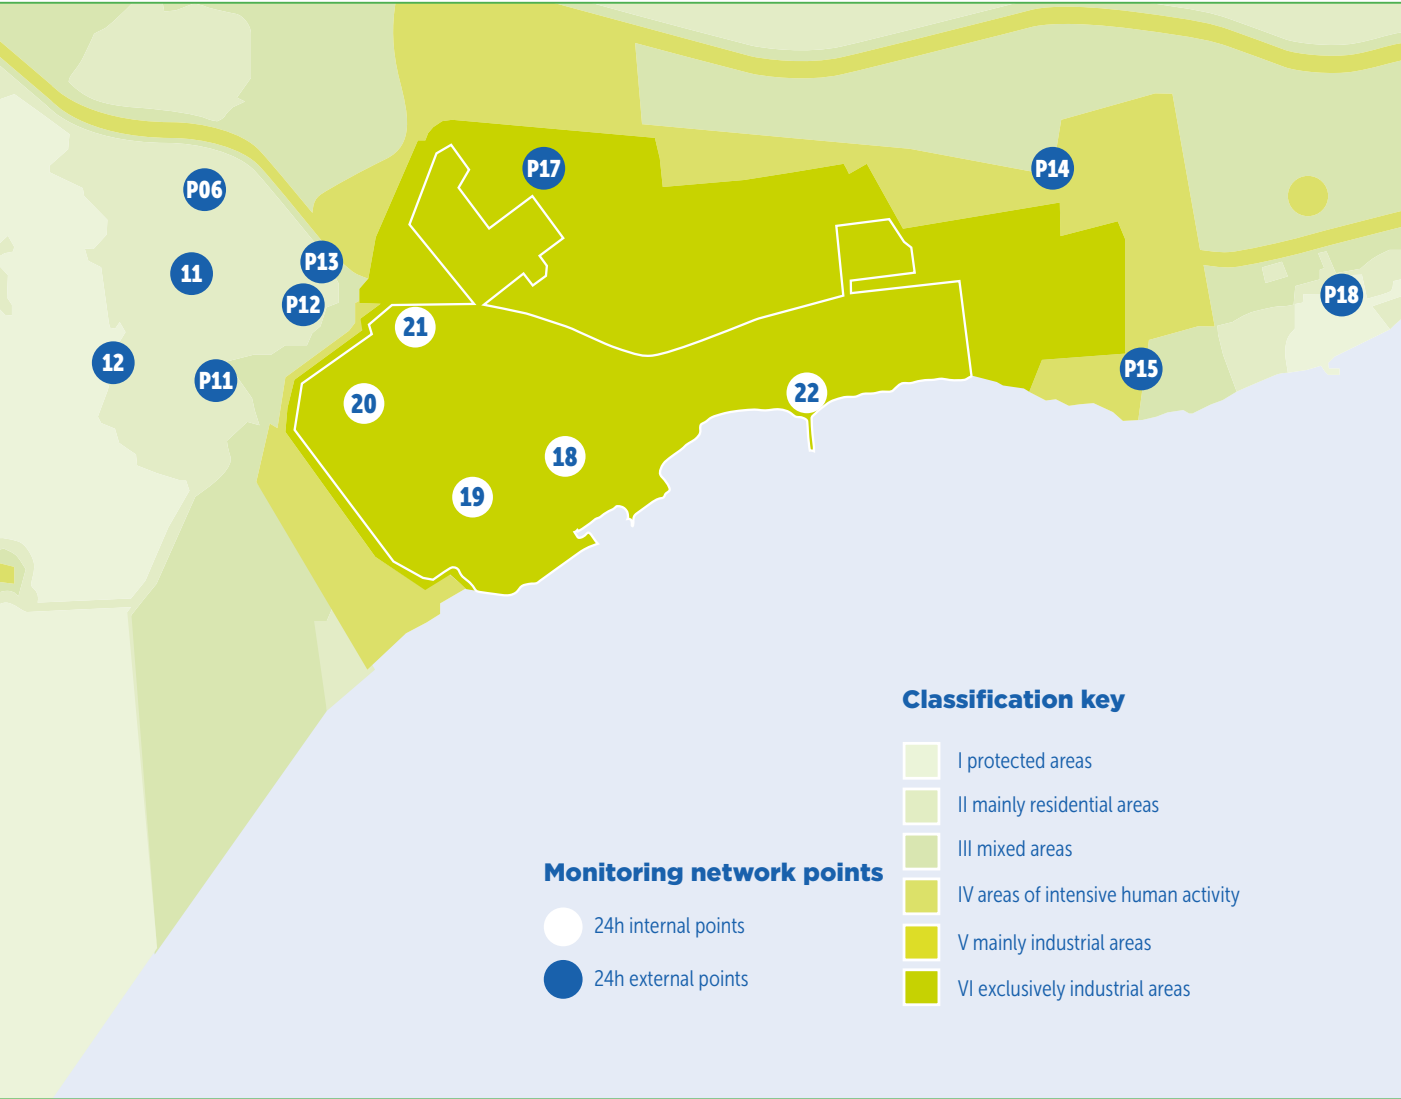 P17
P14
P06
P13
11
P12
P18
21
12
P11
P15
20
22
18
19
Classification key
I protected areas
II mainly residential areas
III mixed areas
IV areas of intensive human activity
V mainly industrial areas
VI exclusively industrial areas
Monitoring network points
24h internal points
24h external points